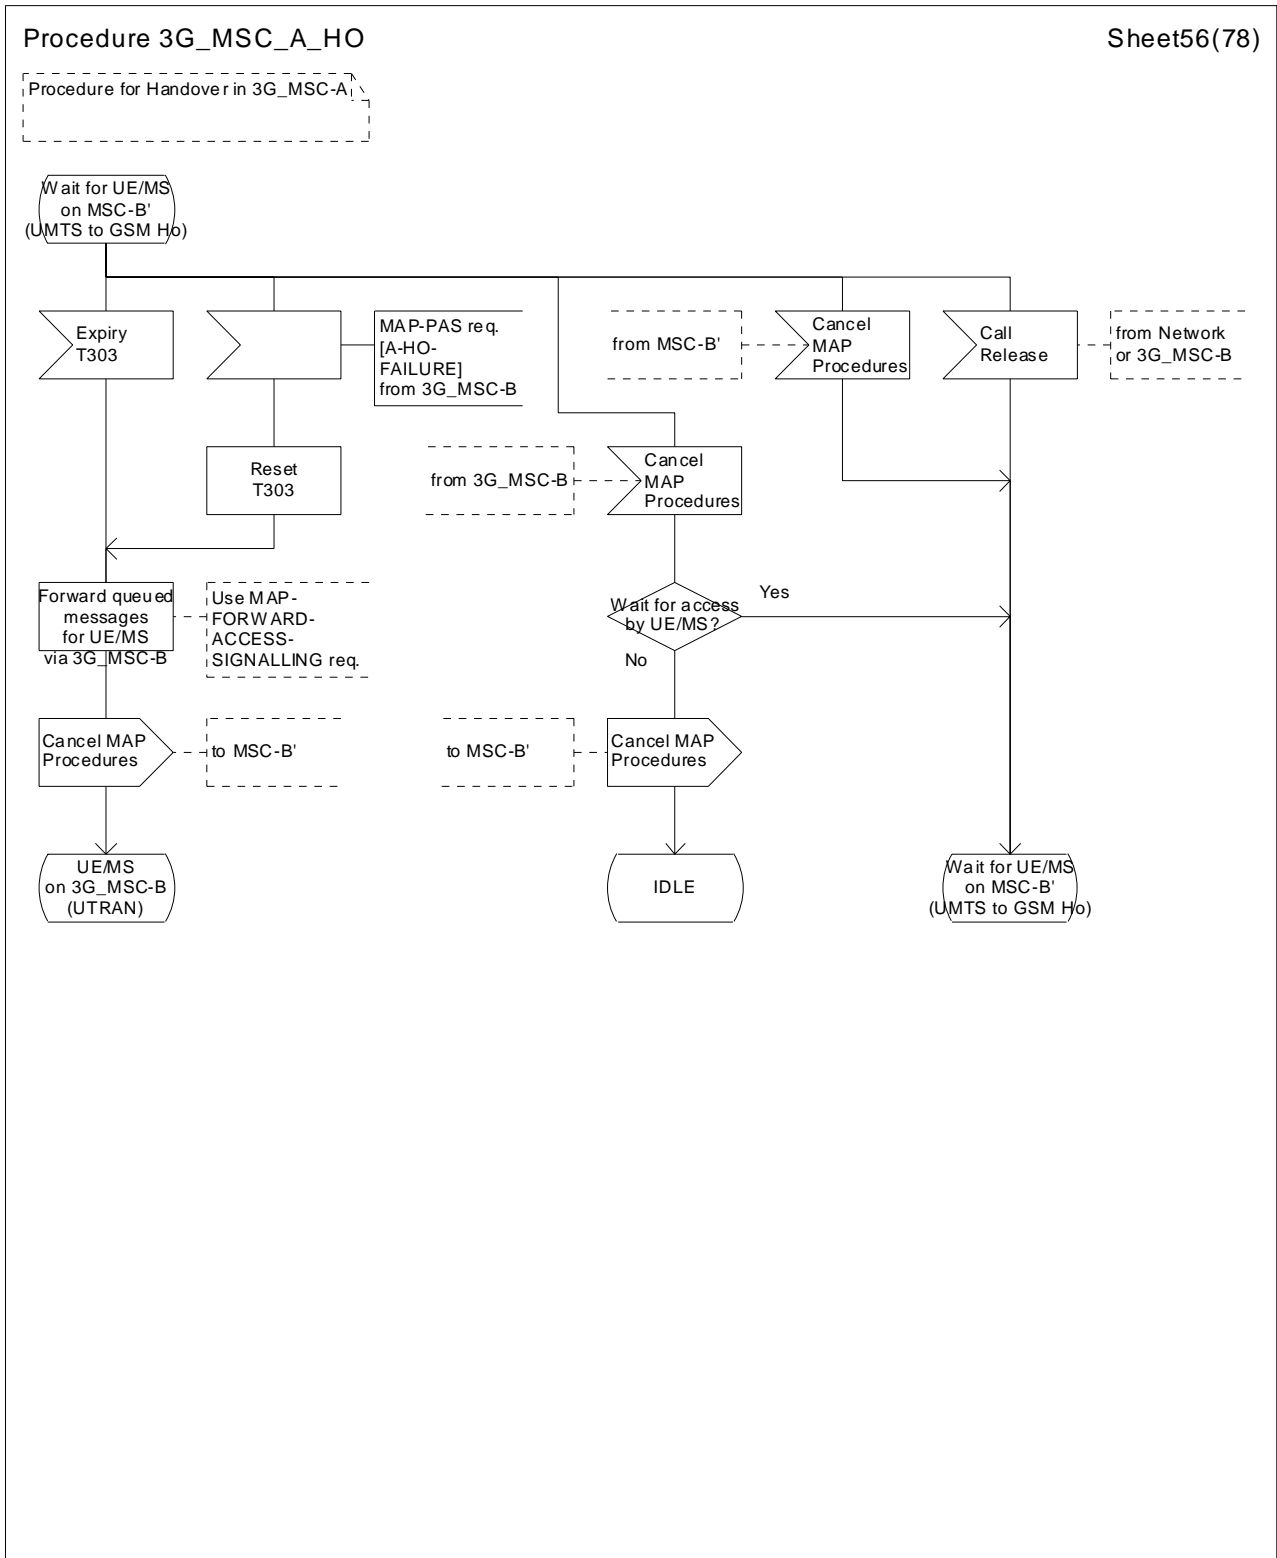 Procedure 3G_MSC_A_HO
Sheet56(78)
Procedure for Handover in 3G_MSC-A
Wait for UE/MS
on MSC-B'
(UMTS to GSM Ho)
Expiry
T303
MAP-PAS req.
[A-HO-
FAILURE]
from 3G_MSC-B
from MSC-B'
Cancel
MAP
Procedures
Call
Release
from Network
or 3G_MSC-B
Reset
T303
from 3G_MSC-B
Cancel
MAP
Procedures
Forward queued
messages
for UE/MS
via 3G_MSC-B
Use MAP-
FORWARD-
ACCESS-
SIGNALLING req.
Wait for access
by UE/MS?
Yes
No
Cancel MAP
Procedures
to MSC-B'
to MSC-B'
Cancel MAP
Procedures
UE/MS
on 3G_MSC-B
(UTRAN)
IDLE
Wait for UE/MS
on MSC-B'
(UMTS to GSM Ho)